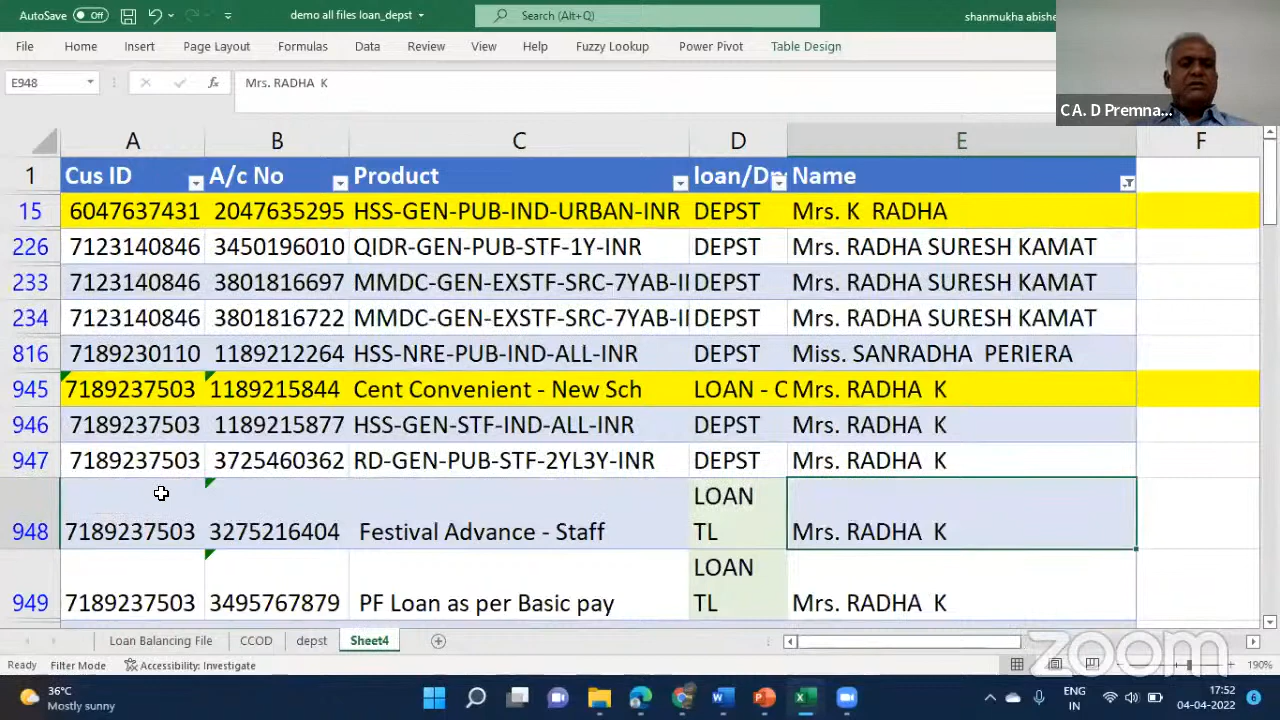 AutoSave Off demo all files loan_depst Search (Alt+Q) shanmukha abishe
File Home Insert Page Layout Formulas Data Review View Help Fuzzy Lookup Power Pivot Table Design
E948 fx Mrs. RADHA K
C A. D Premna...
A B C D E F
1 Cus ID A/c No Product loan/Dp Name
15 6047637431 2047635295 HSS-GEN-PUB-IND-URBAN-INR DEPST Mrs. K RADHA
226 7123140846 3450196010 QIDR-GEN-PUB-STF-1Y-INR DEPST Mrs. RADHA SURESH KAMAT
233 7123140846 3801816697 MMDC-GEN-EXSTF-SRC-7YAB-II DEPST Mrs. RADHA SURESH KAMAT
234 7123140846 3801816722 MMDC-GEN-EXSTF-SRC-7YAB-II DEPST Mrs. RADHA SURESH KAMAT
816 7189230110 1189212264 HSS-NRE-PUB-IND-ALL-INR DEPST Miss. SANRADHA PERIERA
945 7189237503 1189215844 Cent Convenient - New Sch LOAN - C Mrs. RADHA K
946 7189237503 1189215877 HSS-GEN-STF-IND-ALL-INR DEPST Mrs. RADHA K
947 7189237503 3725460362 RD-GEN-PUB-STF-2YL3Y-INR DEPST Mrs. RADHA K
LOAN
948 7189237503 3275216404 Festival Advance - Staff TL Mrs. RADHA K
LOAN
949 7189237503 3495767879 PF Loan as per Basic pay TL Mrs. RADHA K
Loan Balancing File CCOD depst Sheet4
zoom
Ready Filter Mode Accessibility: Investigate 190%
36°C
Mostly sunny
ENG
IN
17:52
04-04-2022
6